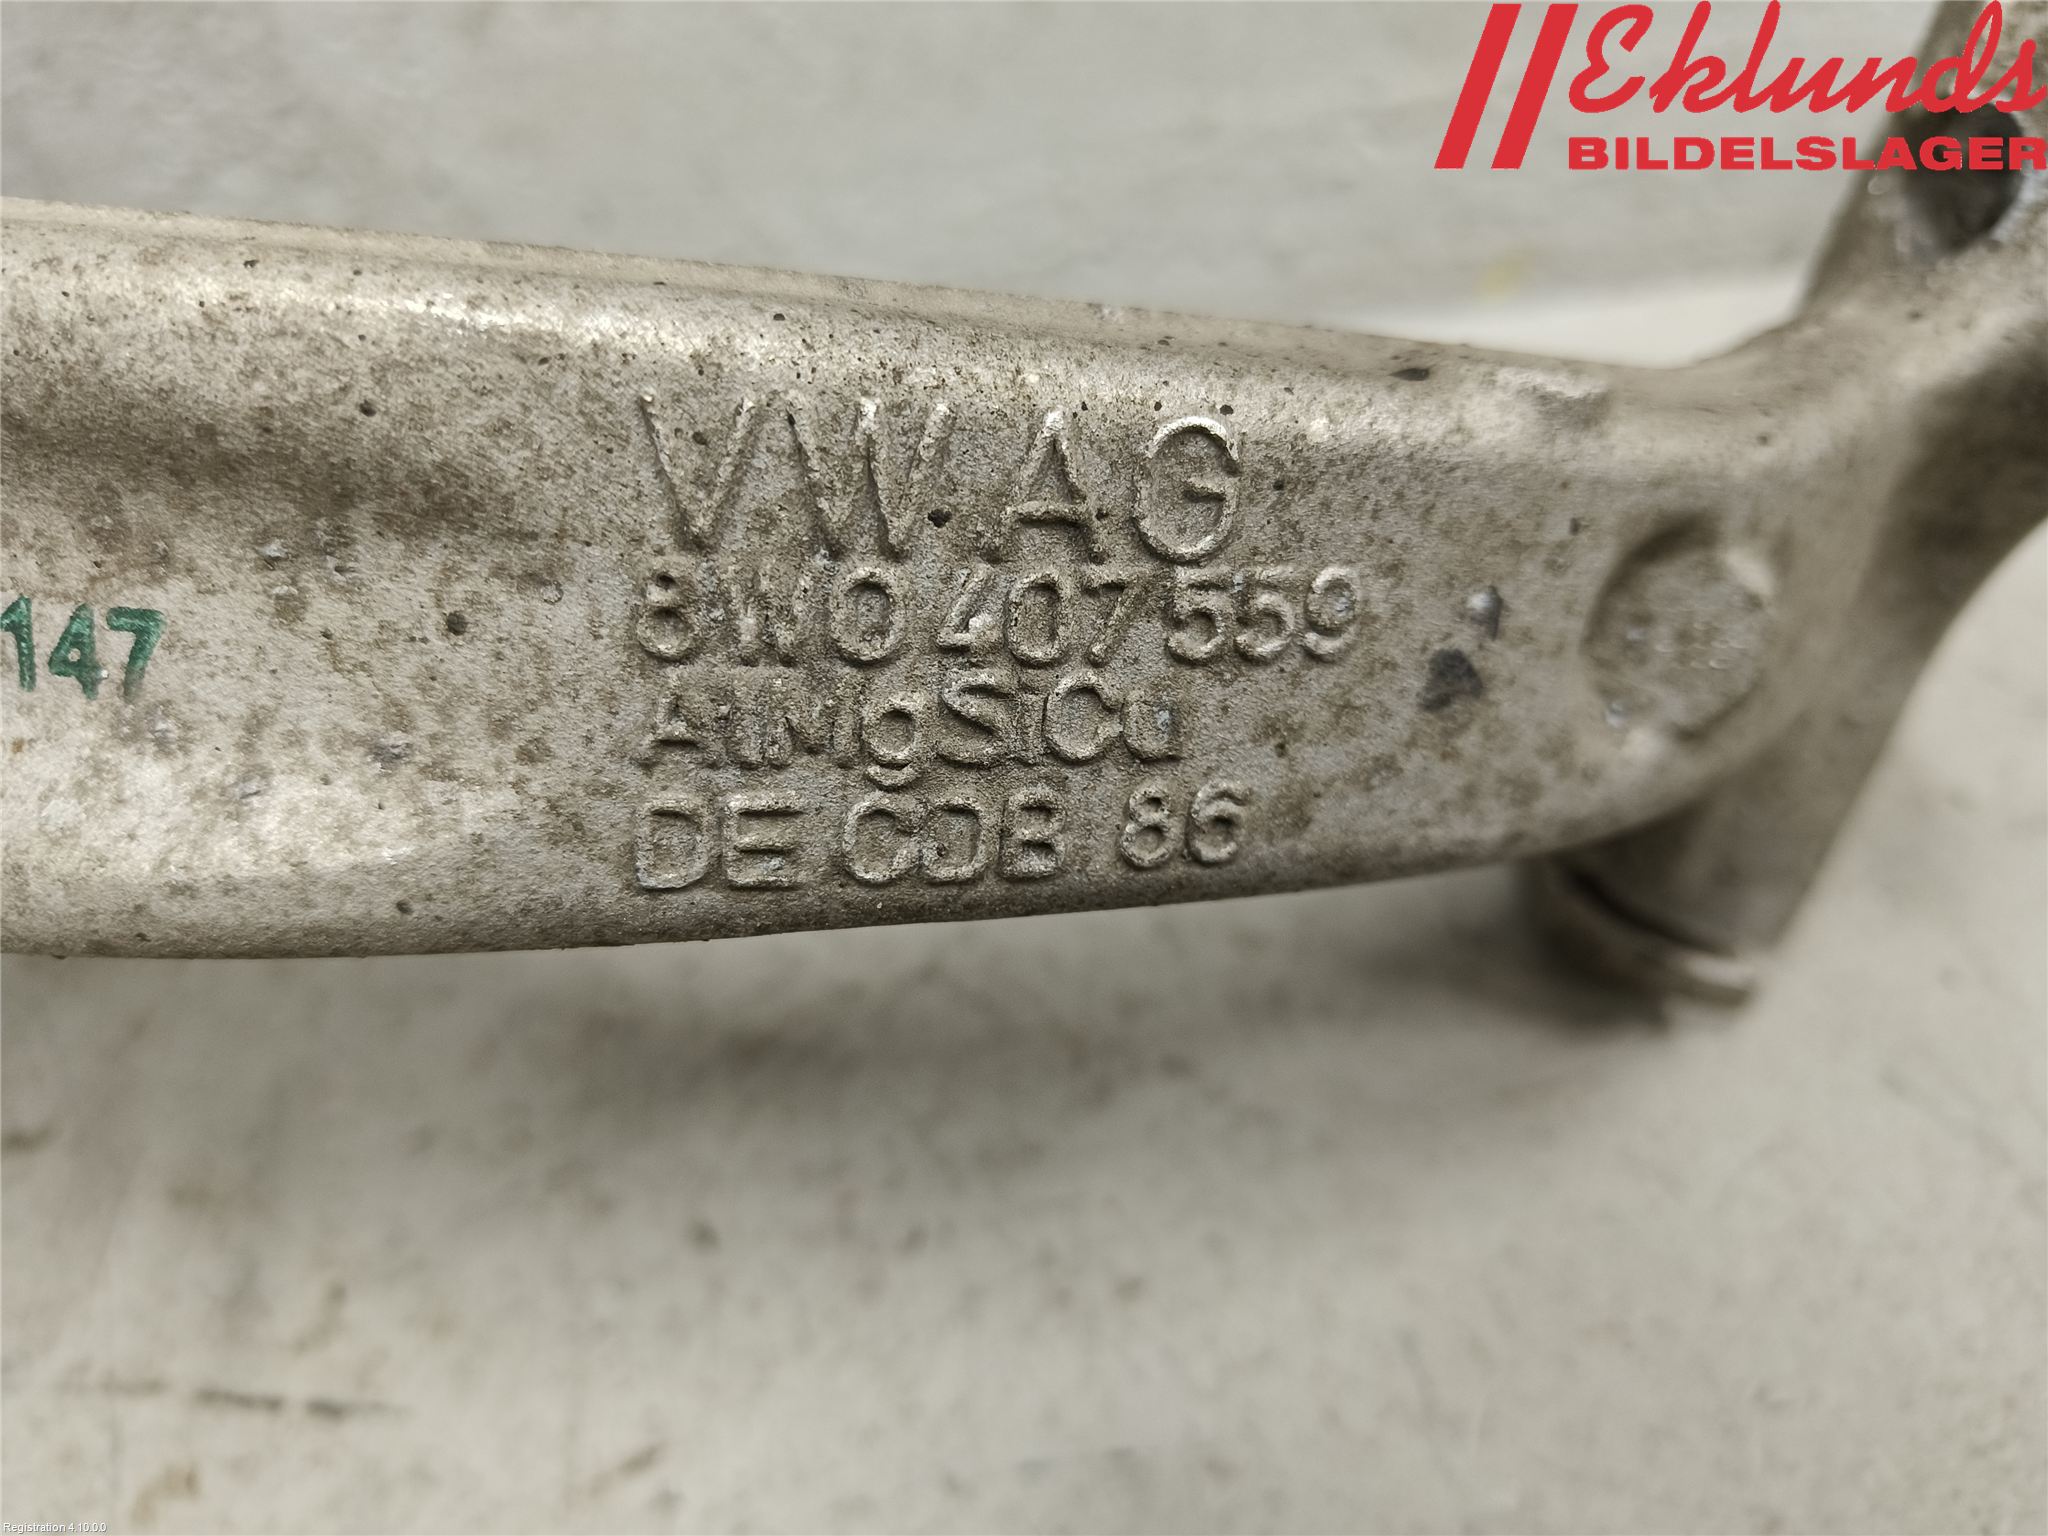 Eklunds
BILDELSLAGER
VW AG
8W0 407 559
147
AlMgSiCu
DE CDB 86
Registration 4.10.0.0